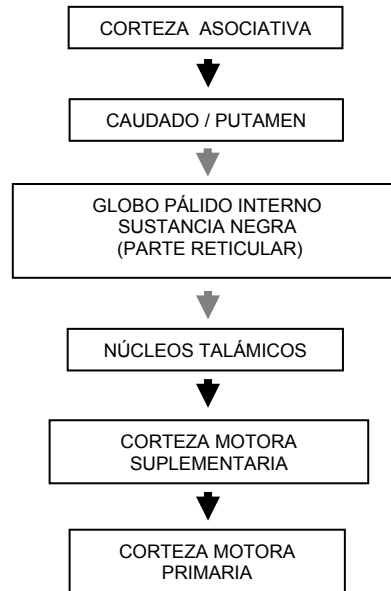 CORTEZA ASOCIATIVA
CAUDADO / PUTAMEN
GLOBO PÁLIDO INTERNO
SUSTANCIA NEGRA
(PARTE RETICULAR)
NÚCLEOS TALÁMICOS
CORTEZA MOTORA
SUPLEMENTARIA
CORTEZA MOTORA
PRIMARIA